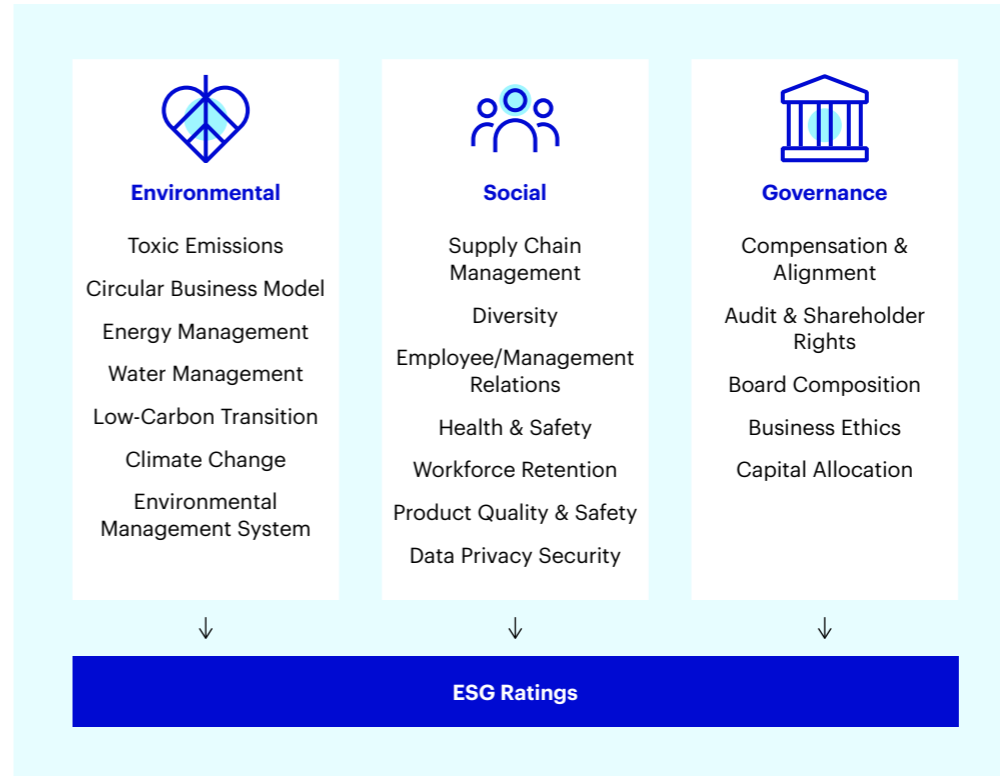 Environmental
Toxic Emissions
Circular Business Model
Energy Management
Water Management
Low-Carbon Transition
Climate Change
Environmental
Management System
Social
Supply Chain
Management
Diversity
Employee/Management
Relations
Health & Safety
Workforce Retention
Product Quality & Safety
Data Privacy Security
Governance
Compensation &
Alignment
Audit & Shareholder
Rights
Board Composition
Business Ethics
Capital Allocation
ESG Ratings